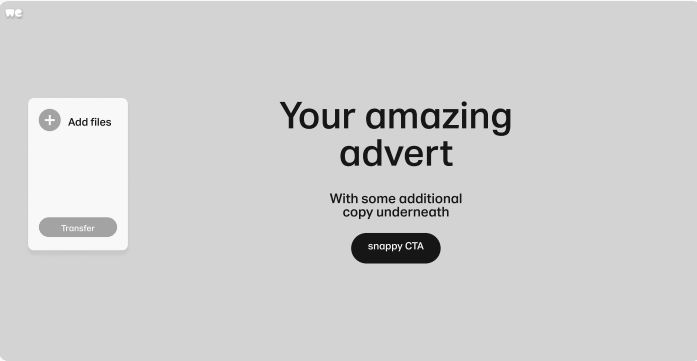 we
Add files
Transfer
Your amazing
advert
With some additional
copy underneath
snappy CTA